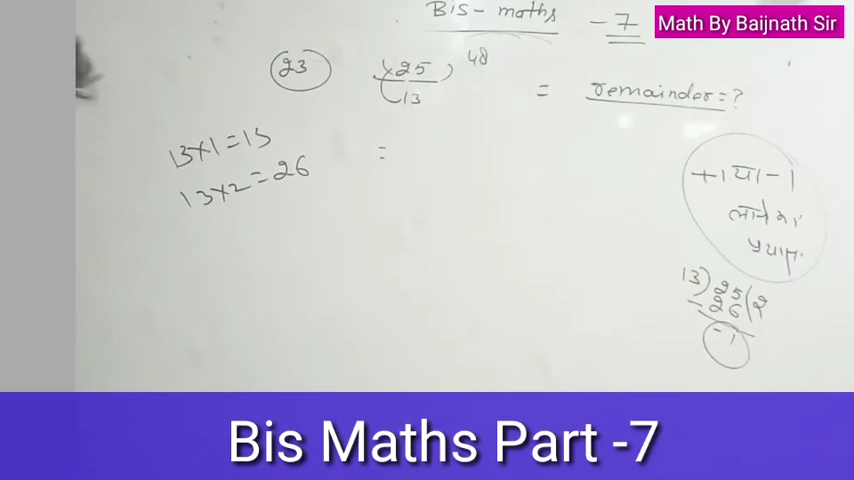 Bis - maths - 7
Math By Baijnath Sir
23 (25)^48
13
= remainder = ?
13×1=13
13×2=26
=
+1 या -1
लाने का
प्रयास
13)25(2
-26
-1
Bis Maths Part -7